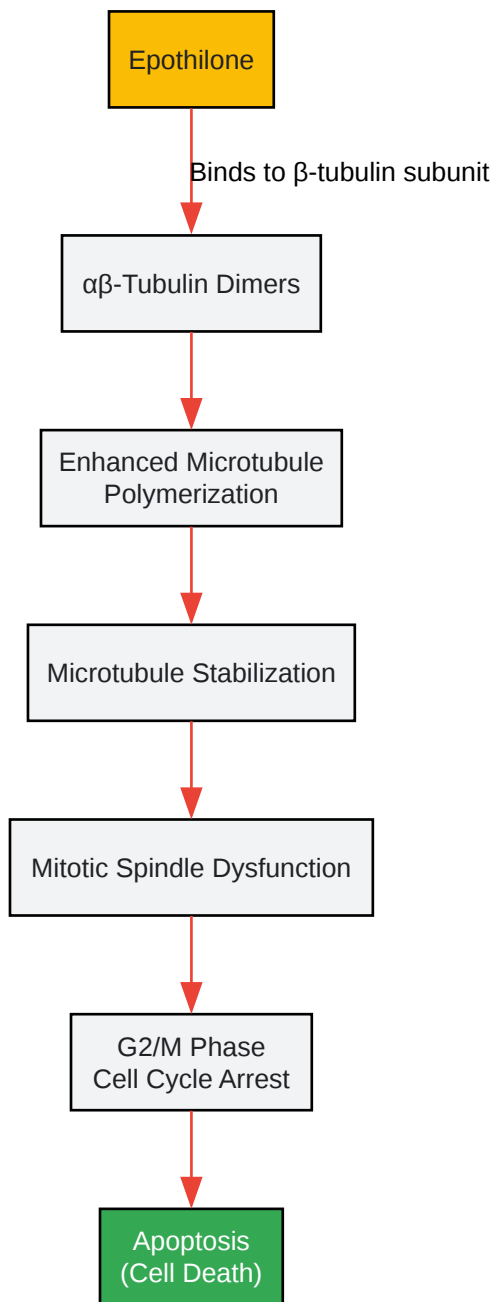 Epothilone
Binds to β-tubulin subunit
αβ-Tubulin Dimers
Enhanced Microtubule
Polymerization
Microtubule Stabilization
Mitotic Spindle Dysfunction
G2/M Phase
Cell Cycle Arrest
Apoptosis
(Cell Death)